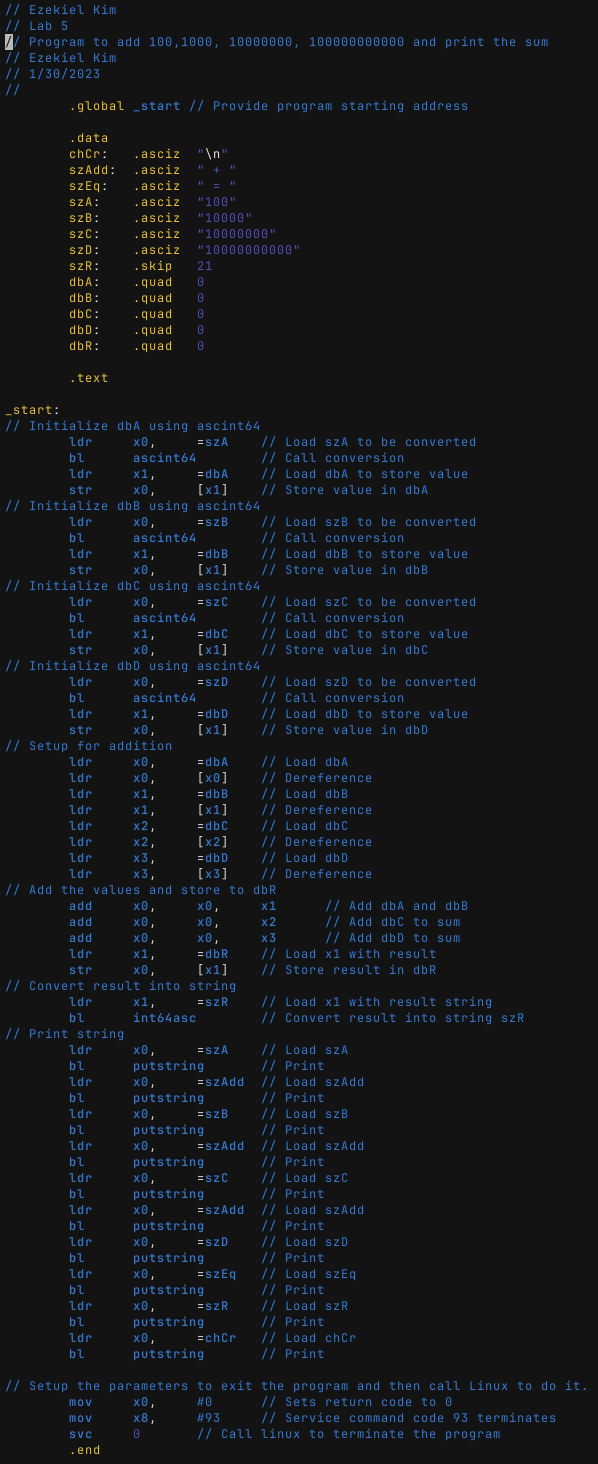 // Ezekiel Kim
// Lab 5
// Program to add 100,1000, 10000000, 100000000000 and print the sum
// Ezekiel Kim
// 1/30/2023
//
        .global _start // Provide program starting address

        .data
        chCr:   .asciz  "\n"
        szAdd:  .asciz  " + "
        szEq:   .asciz  " = "
        szA:    .asciz  "100"
        szB:    .asciz  "10000"
        szC:    .asciz  "10000000"
        szD:    .asciz  "10000000000"
        szR:    .skip   21
        dbA:    .quad   0
        dbB:    .quad   0
        dbC:    .quad   0
        dbD:    .quad   0
        dbR:    .quad   0

        .text

_start:
// Initialize dbA using ascint64
        ldr     x0,     =szA    // Load szA to be converted
        bl      ascint64        // Call conversion
        ldr     x1,     =dbA    // Load dbA to store value
        str     x0,     [x1]    // Store value in dbA
// Initialize dbB using ascint64
        ldr     x0,     =szB    // Load szB to be converted
        bl      ascint64        // Call conversion
        ldr     x1,     =dbB    // Load dbB to store value
        str     x0,     [x1]    // Store value in dbB
// Initialize dbC using ascint64
        ldr     x0,     =szC    // Load szC to be converted
        bl      ascint64        // Call conversion
        ldr     x1,     =dbC    // Load dbC to store value
        str     x0,     [x1]    // Store value in dbC
// Initialize dbD using ascint64
        ldr     x0,     =szD    // Load szD to be converted
        bl      ascint64        // Call conversion
        ldr     x1,     =dbD    // Load dbD to store value
        str     x0,     [x1]    // Store value in dbD
// Setup for addition
        ldr     x0,     =dbA    // Load dbA
        ldr     x0,     [x0]    // Dereference
        ldr     x1,     =dbB    // Load dbB
        ldr     x1,     [x1]    // Dereference
        ldr     x2,     =dbC    // Load dbC
        ldr     x2,     [x2]    // Dereference
        ldr     x3,     =dbD    // Load dbD
        ldr     x3,     [x3]    // Dereference
// Add the values and store to dbR
        add     x0,     x0,     x1      // Add dbA and dbB
        add     x0,     x0,     x2      // Add dbC to sum
        add     x0,     x0,     x3      // Add dbD to sum
        ldr     x1,     =dbR    // Load x1 with result
        str     x0,     [x1]    // Store result in dbR
// Convert result into string
        ldr     x1,     =szR    // Load x1 with result string
        bl      int64asc        // Convert result into string szR
// Print string
        ldr     x0,     =szA    // Load szA
        bl      putstring       // Print
        ldr     x0,     =szAdd  // Load szAdd
        bl      putstring       // Print
        ldr     x0,     =szB    // Load szB
        bl      putstring       // Print
        ldr     x0,     =szAdd  // Load szAdd
        bl      putstring       // Print
        ldr     x0,     =szC    // Load szC
        bl      putstring       // Print
        ldr     x0,     =szAdd  // Load szAdd
        bl      putstring       // Print
        ldr     x0,     =szD    // Load szD
        bl      putstring       // Print
        ldr     x0,     =szEq   // Load szEq
        bl      putstring       // Print
        ldr     x0,     =szR    // Load szR
        bl      putstring       // Print
        ldr     x0,     =chCr   // Load chCr
        bl      putstring       // Print

// Setup the parameters to exit the program and then call Linux to do it.
        mov     x0,     #0      // Sets return code to 0
        mov     x8,     #93     // Service command code 93 terminates
        svc     0       // Call linux to terminate the program
        .end